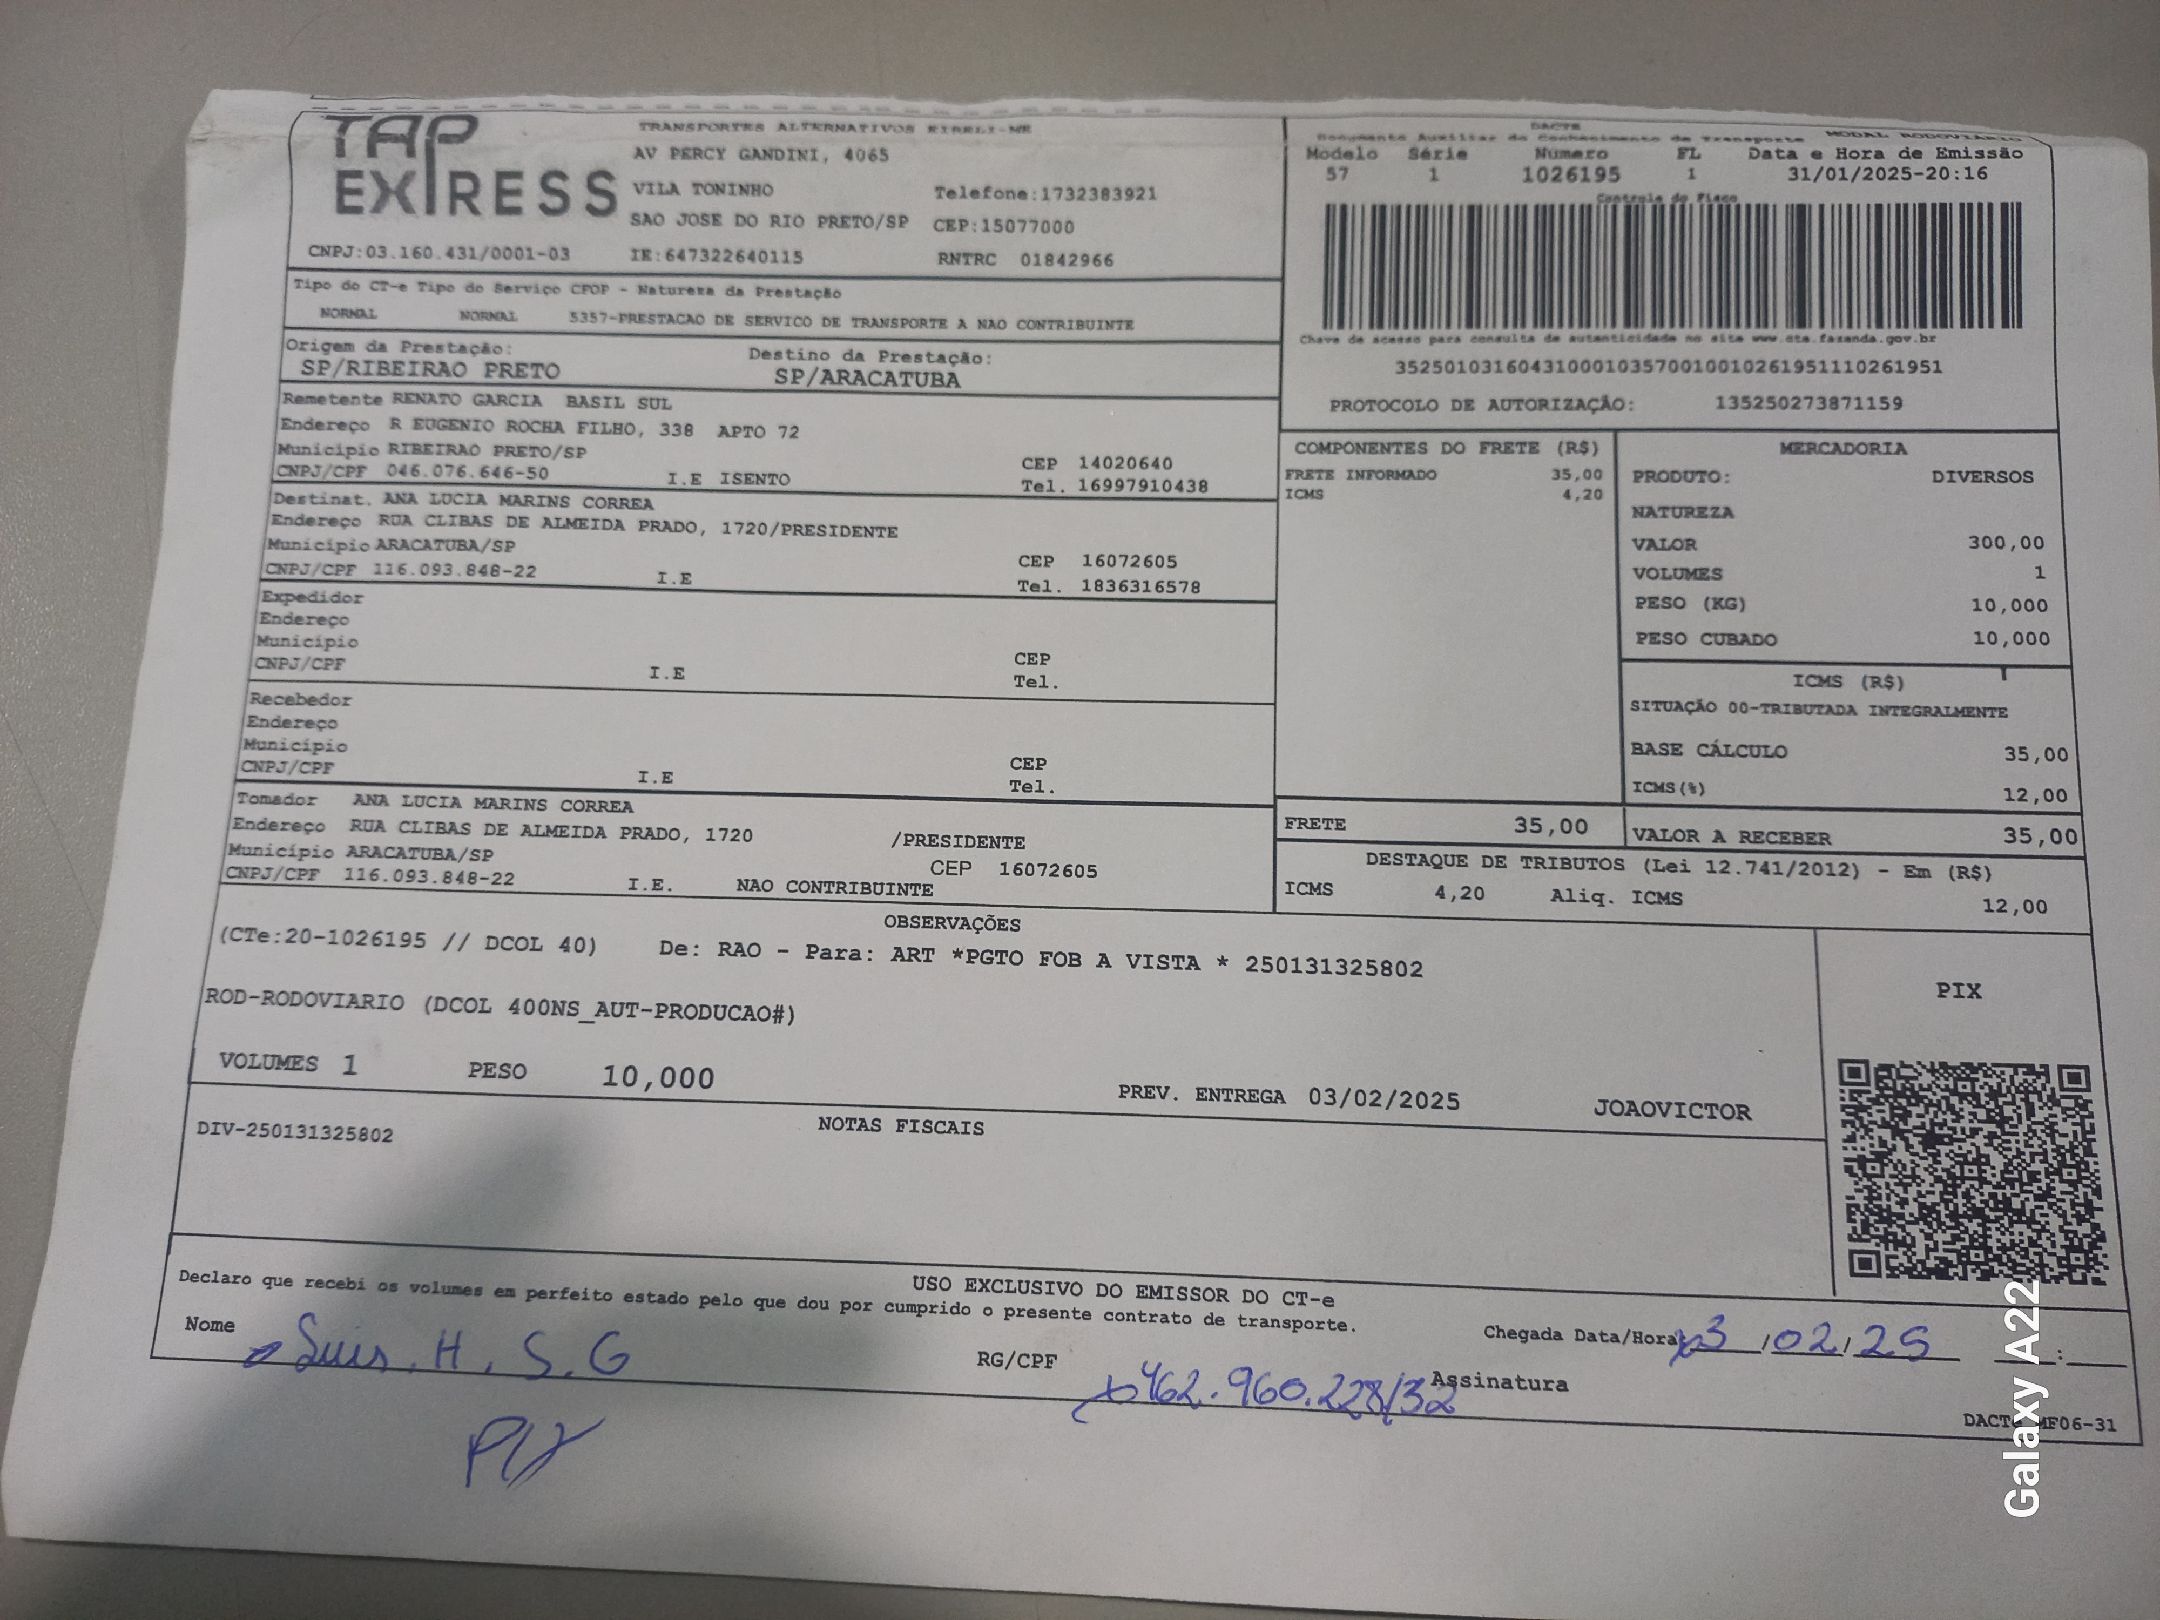 TAP EXPRESS
TRANSPORTES ALTERNATIVOS EIRELI-ME
AV PERCY GANDINI, 4065
VILA TONINHO Telefone:1732383921
SAO JOSE DO RIO PRETO/SP CEP:15077000
CNPJ:03.160.431/0001-03 IE:647322640115 RNTRC 01842966
DACTE
Documento Auxiliar do Conhecimento de Transporte MODAL RODOVIÁRIO
Modelo Série Número FL Data e Hora de Emissão
57 1 1026195 1 31/01/2025-20:16
Controle do Fisco
Chave de acesso para consulta de autenticidade no site www.cte.fazenda.gov.br
35250103160431000103570010010261951110261951
PROTOCOLO DE AUTORIZAÇÃO: 135250273871159
Tipo do CT-e Tipo do Serviço CFOP - Natureza da Prestação
NORMAL NORMAL 5357-PRESTACAO DE SERVICO DE TRANSPORTE A NAO CONTRIBUINTE
Origem da Prestação: Destino da Prestação:
SP/RIBEIRAO PRETO SP/ARACATUBA
Remetente RENATO GARCIA BASIL SUL
Endereço R EUGENIO ROCHA FILHO, 338 APTO 72
Município RIBEIRAO PRETO/SP CEP 14020640
CNPJ/CPF 046.076.646-50 I.E ISENTO Tel. 16997910438
Destinat. ANA LUCIA MARINS CORREA
Endereço RUA CLIBAS DE ALMEIDA PRADO, 1720/PRESIDENTE
Município ARACATUBA/SP CEP 16072605
CNPJ/CPF 116.093.848-22 I.E Tel. 1836316578
Expedidor
Endereço
Município CEP
CNPJ/CPF I.E Tel.
Recebedor
Endereço
Município CEP
CNPJ/CPF I.E Tel.
Tomador ANA LUCIA MARINS CORREA
Endereço RUA CLIBAS DE ALMEIDA PRADO, 1720 /PRESIDENTE
Município ARACATUBA/SP CEP 16072605
CNPJ/CPF 116.093.848-22 I.E. NAO CONTRIBUINTE
COMPONENTES DO FRETE (R$)
FRETE INFORMADO 35,00
ICMS 4,20
MERCADORIA
PRODUTO: DIVERSOS
NATUREZA
VALOR 300,00
VOLUMES 1
PESO (KG) 10,000
PESO CUBADO 10,000
ICMS (R$)
SITUAÇÃO 00-TRIBUTADA INTEGRALMENTE
BASE CÁLCULO 35,00
ICMS(%) 12,00
FRETE 35,00 VALOR A RECEBER 35,00
DESTAQUE DE TRIBUTOS (Lei 12.741/2012) - Em (R$)
ICMS 4,20 Aliq. ICMS 12,00
OBSERVAÇÕES
(CTe:20-1026195 // DCOL 40) De: RAO - Para: ART *PGTO FOB A VISTA * 250131325802
ROD-RODOVIARIO (DCOL 400NS_AUT-PRODUCAO#)
PIX
VOLUMES 1 PESO 10,000 PREV. ENTREGA 03/02/2025 JOAOVICTOR
NOTAS FISCAIS
DIV-250131325802
USO EXCLUSIVO DO EMISSOR DO CT-e
Declaro que recebi os volumes em perfeito estado pelo que dou por cumprido o presente contrato de transporte.
Nome Luis. H. S. G RG/CPF 462.960.228/32 Assinatura Chegada Data/Hora 3/02/25 :
PIX
MF06-31
Galaxy A22